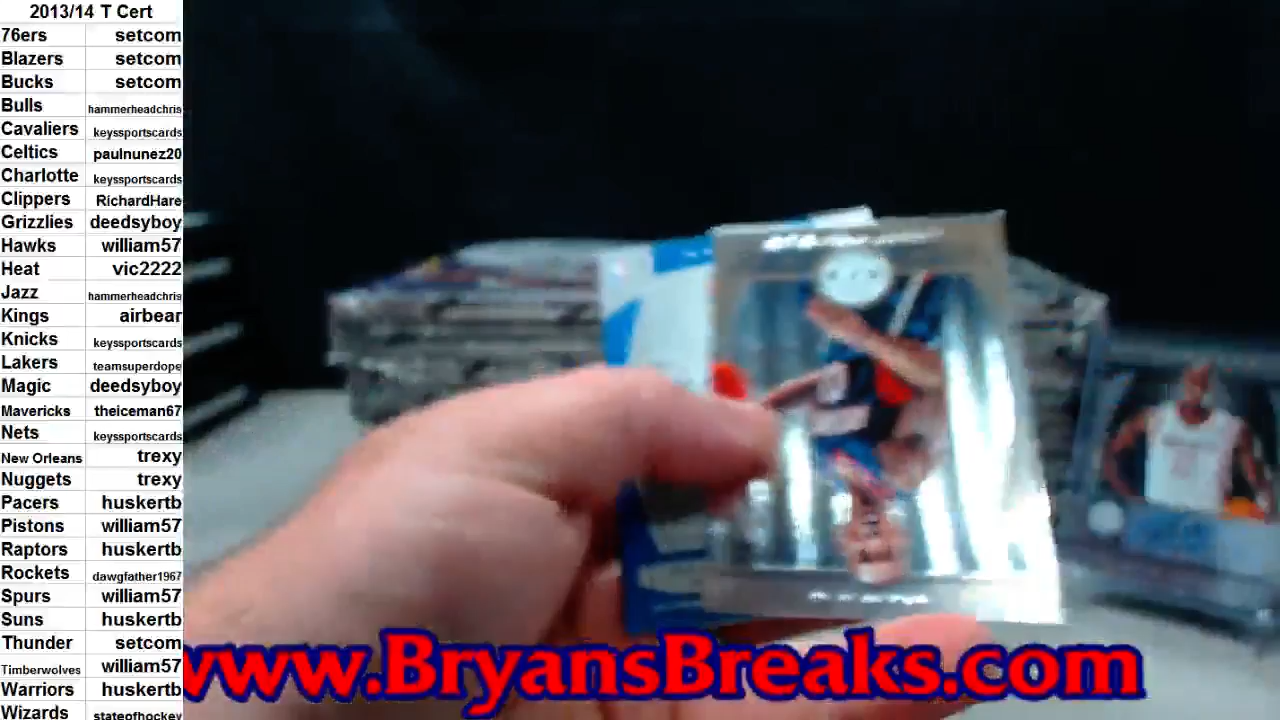 2013/14 T Cert
76ers setcom
Blazers setcom
Bucks setcom
Bulls hammerheadchris
Cavaliers keyssportscards
Celtics paulnunez20
Charlotte keyssportscards
Clippers RichardHare
Grizzlies deedsyboy
Hawks william57
Heat vic2222
Jazz hammerheadchris
Kings airbear
Knicks keyssportscards
Lakers teamsuperdope
Magic deedsyboy
Mavericks theiceman67
Nets keyssportscards
New Orleans trexy
Nuggets trexy
Pacers huskertb
Pistons william57
Raptors huskertb
Rockets dawgfather1967
Spurs william57
Suns huskertb
Thunder setcom
Timberwolves william57
Warriors huskertb
Wizards stateofhockey
www.BryansBreaks.com